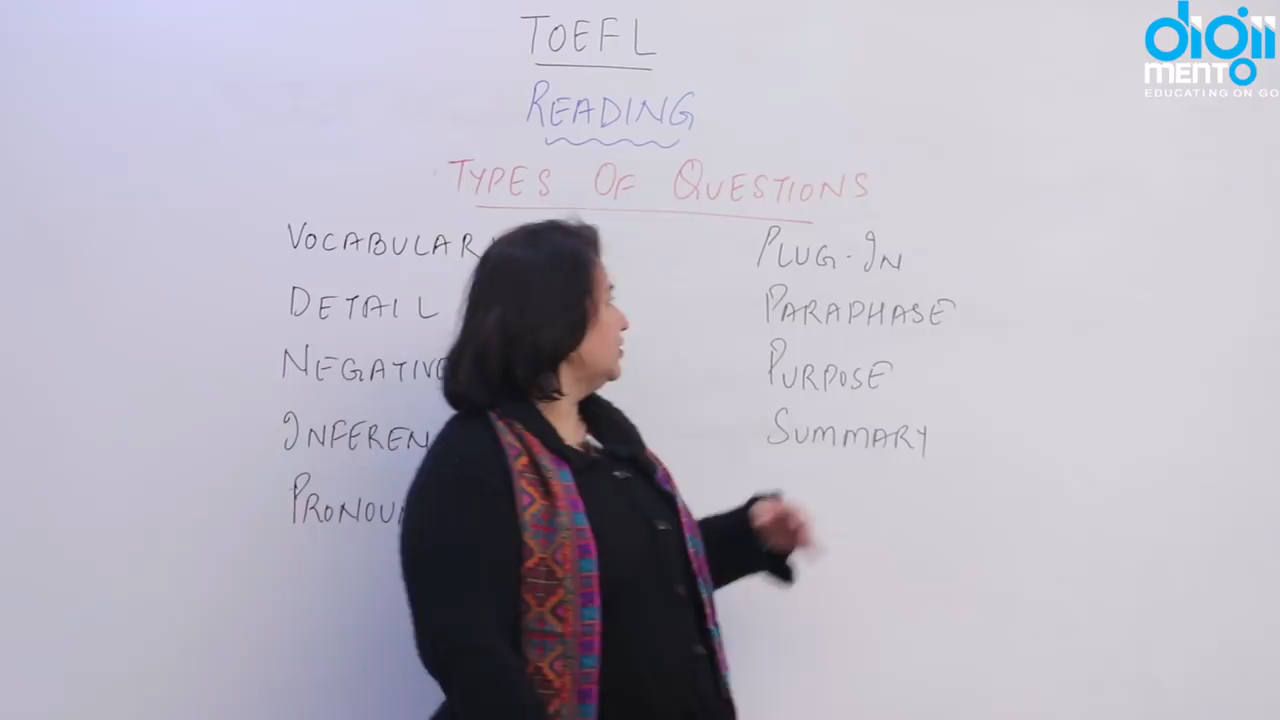 TOEFL
READING
TYPES OF QUESTIONS
VOCABULAR
DETAIL
NEGATIVE
INFEREN
PRONOU
PLUG-IN
PARAPHASE
PURPOSE
SUMMARY
digii
MENTO
EDUCATING ON GO